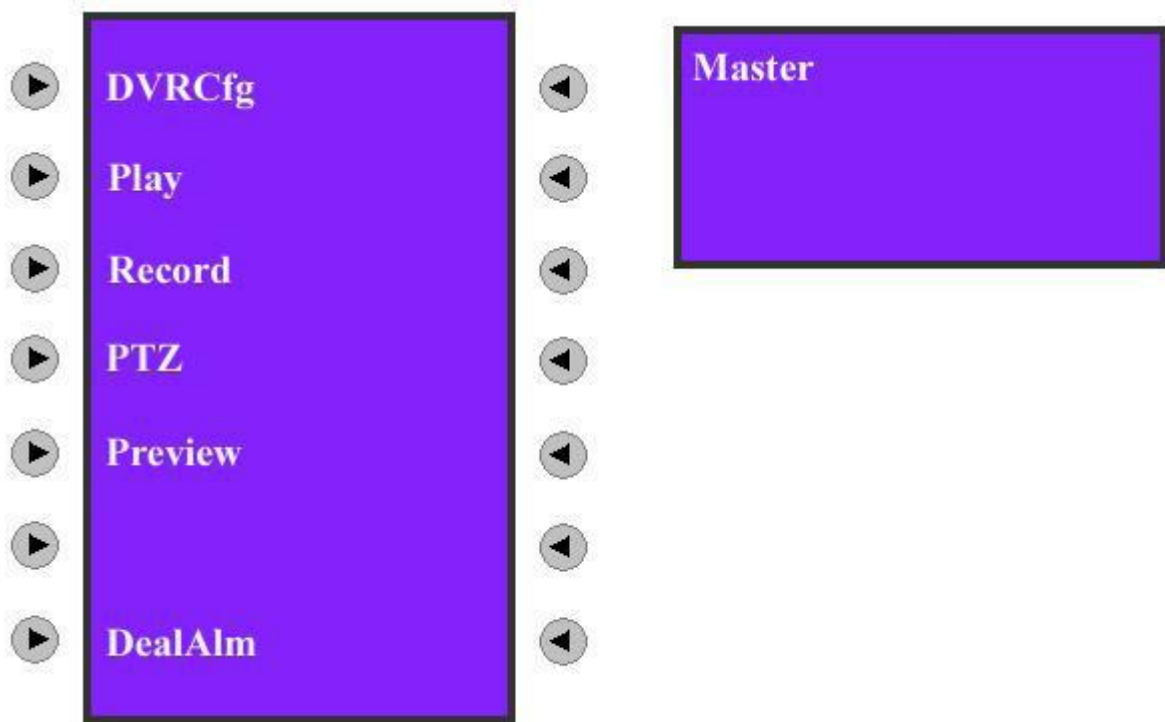 DVRCfg
Play
Record
PTZ
Preview
DealAlm
Master